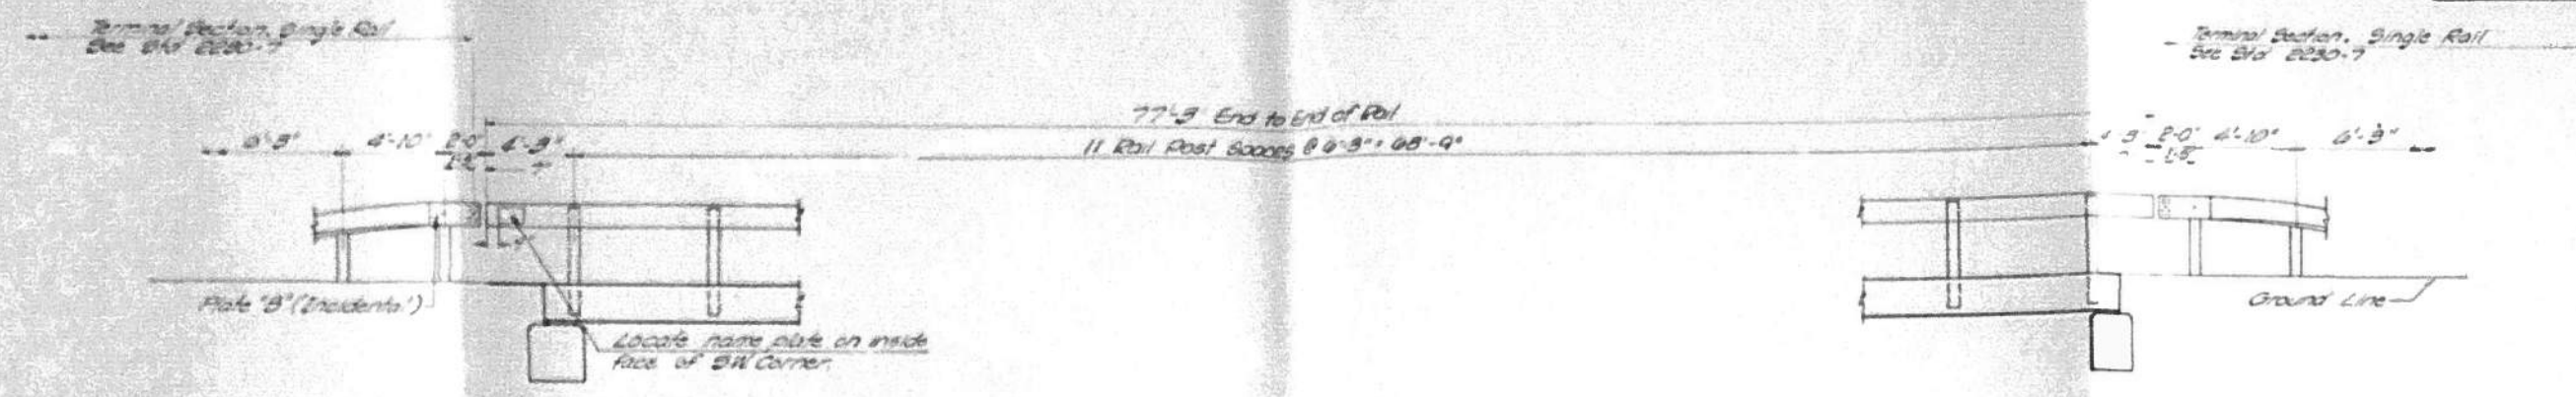 Terminal Section, Single Rail
See Std 2230-7
Terminal Section, Single Rail
See Std 2230-7
77'-3" End to End of Rail
6'-3" 4'-10" 2'-0" 4'-3"
11 Rail Post Spaces @ 6'-3" = 68'-9"
2'-0" 4'-10" 6'-3"
Plate "B" (Incidental)
Locate name plate on inside
face of SW Corner.
Ground Line